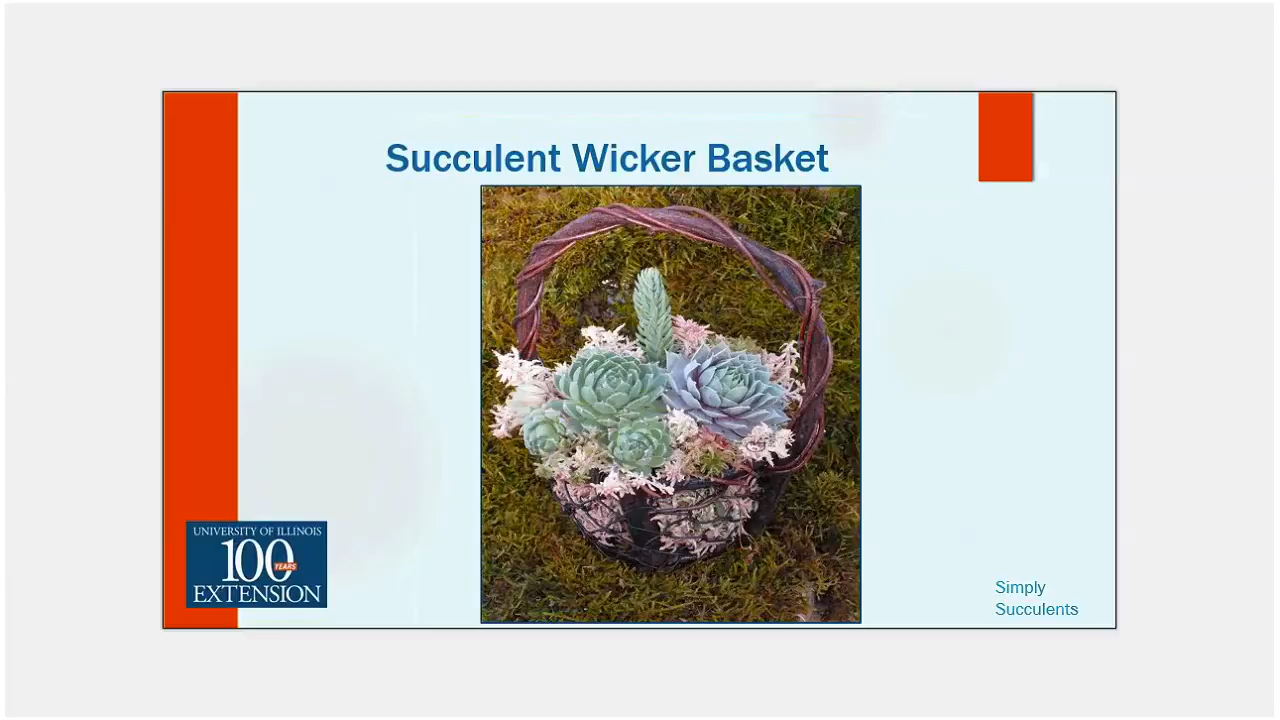 Succulent Wicker Basket
UNIVERSITY OF ILLINOIS
100 YEARS
EXTENSION
Simply
Succulents